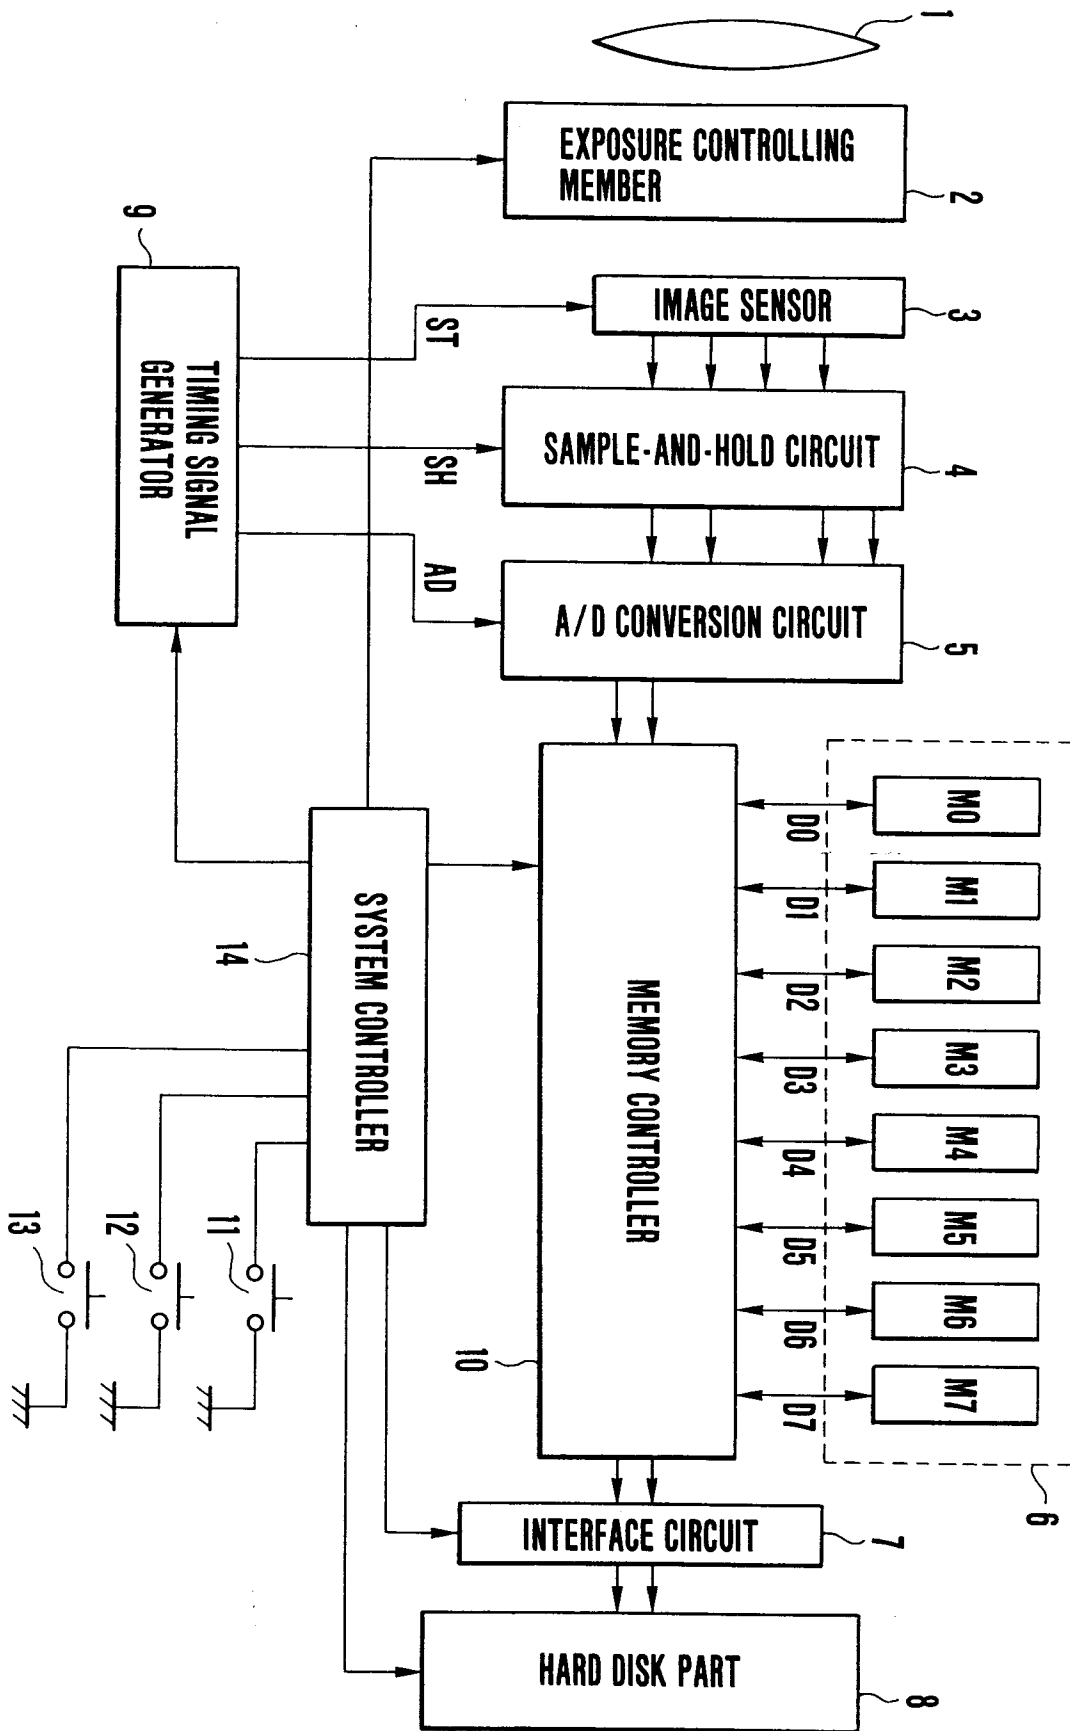 1
EXPOSURE CONTROLLING
MEMBER
2
9
IMAGE SENSOR
3
ST
TIMING SIGNAL
GENERATOR
SAMPLE-AND-HOLD CIRCUIT
4
SH
A/D CONVERSION CIRCUIT
5
AD
M0
M1
M2
M3
M4
M5
M6
M7
D0
D1
D2
D3
D4
D5
D6
D7
6
MEMORY CONTROLLER
10
SYSTEM CONTROLLER
14
13
12
11
INTERFACE CIRCUIT
7
HARD DISK PART
8